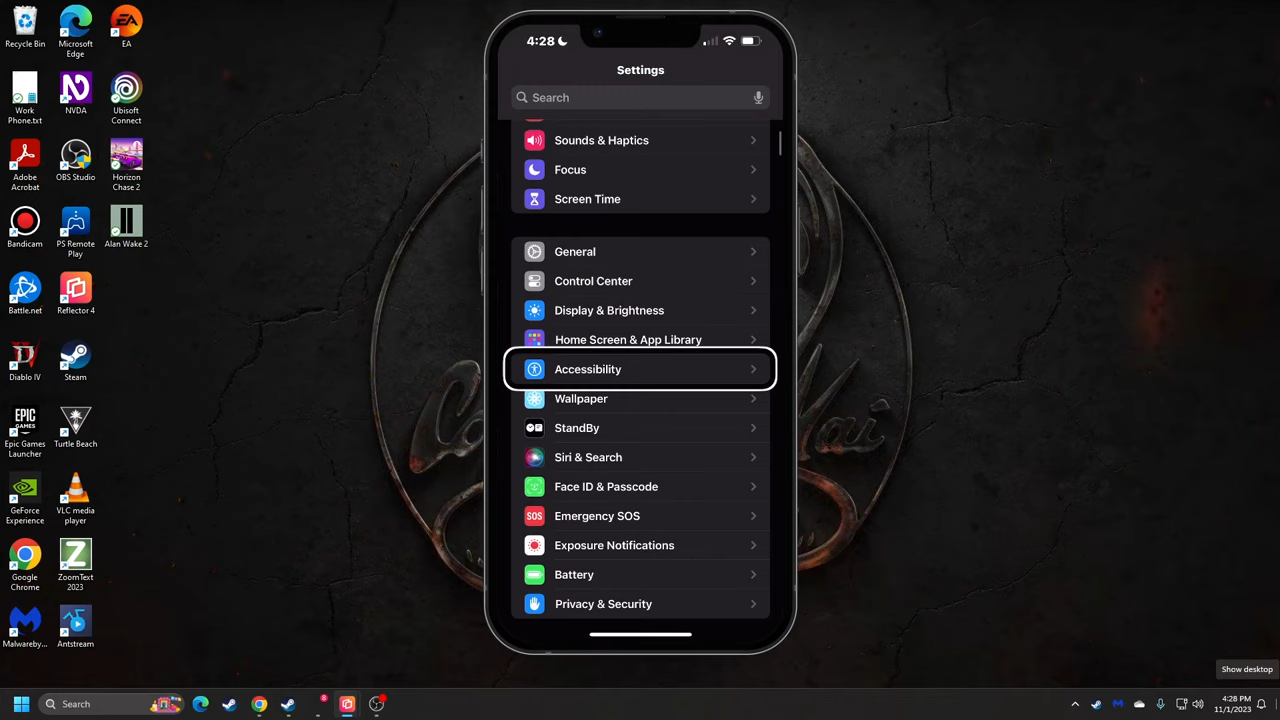 Recycle Bin
Microsoft
Edge
EA
EA
Work
Phone.txt
NVDA
Ubisoft
Connect
Adobe
Acrobat
OBS Studio
Horizon
Chase 2
Bandicam
PS Remote
Play
Alan Wake 2
Battle.net
Reflector 4
Diablo IV
Steam
EPIC
GAMES
Epic Games
Launcher
Turtle Beach
GeForce
Experience
VLC media
player
Google
Chrome
Z
ZoomText
2023
Malwareby...
Antstream
4:28
Settings
Search
Sounds & Haptics
Focus
Screen Time
General
Control Center
Display & Brightness
Home Screen & App Library
Accessibility
Wallpaper
StandBy
Siri & Search
Face ID & Passcode
SOS
Emergency SOS
Exposure Notifications
Battery
Privacy & Security
Show desktop
Search
8
4:28 PM
11/1/2023